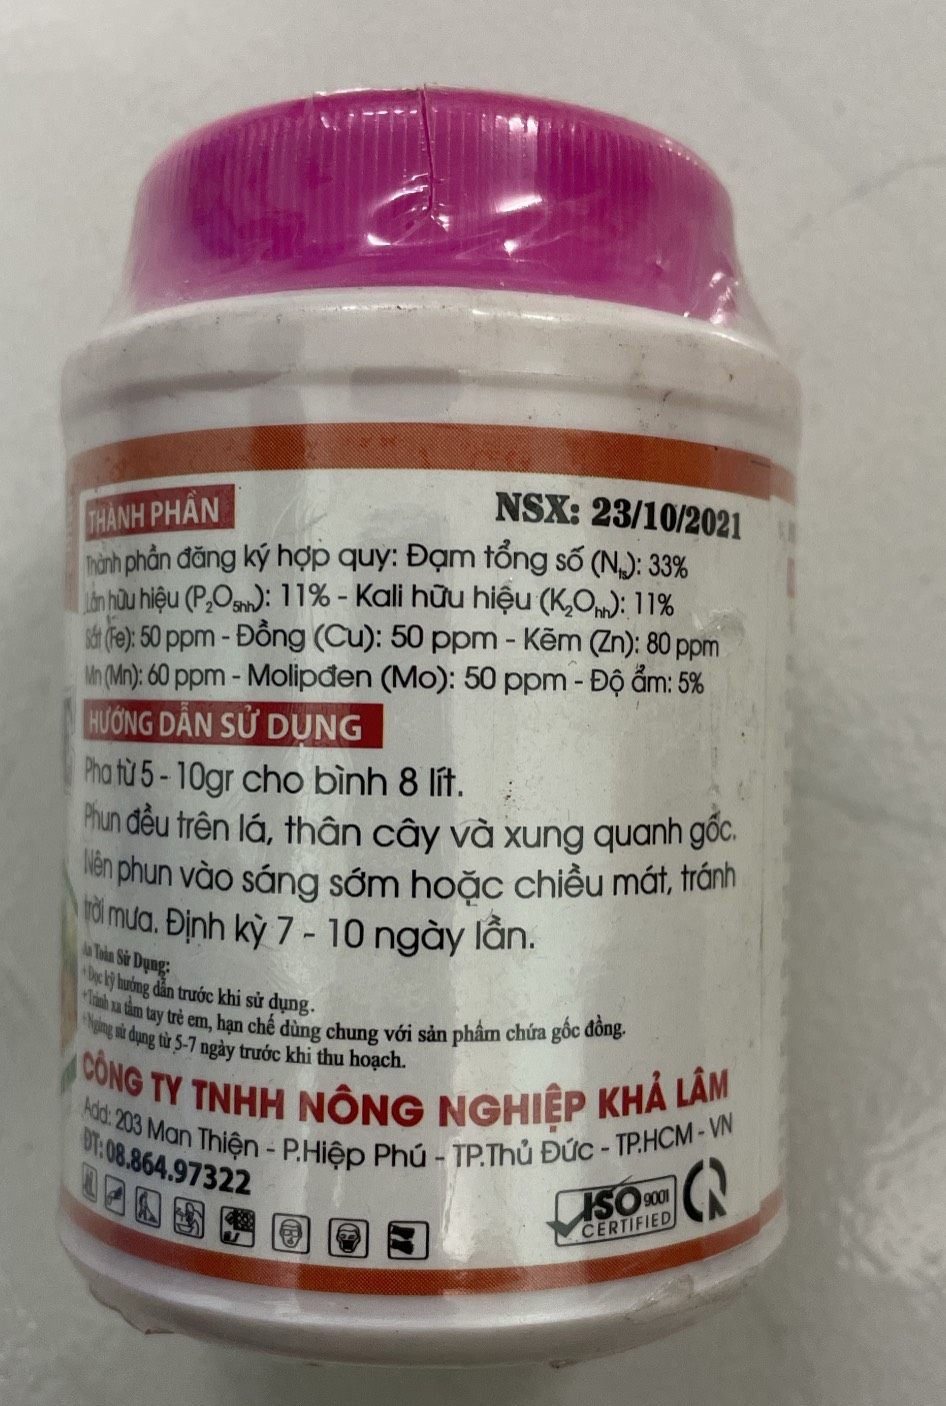 THÀNH PHẦN
NSX: 23/10/2021
Thành phần đăng ký hợp quy: Đạm tổng số (Nts): 33%
Lân hữu hiệu (P2O5hh): 11% - Kali hữu hiệu (K2Ohh): 11%
Sắt (Fe): 50 ppm - Đồng (Cu): 50 ppm - Kẽm (Zn): 80 ppm
Mn (Mn): 60 ppm - Molipđen (Mo): 50 ppm - Độ ẩm: 5%
HƯỚNG DẪN SỬ DỤNG
Pha từ 5 - 10gr cho bình 8 lít.
Phun đều trên lá, thân cây và xung quanh gốc.
Nên phun vào sáng sớm hoặc chiều mát, tránh
trời mưa. Định kỳ 7 - 10 ngày lần.
An Toàn Sử Dụng:
+ Đọc kỹ hướng dẫn trước khi sử dụng.
+ Tránh xa tầm tay trẻ em, hạn chế dùng chung với sản phẩm chứa gốc đồng.
+ Ngừng sử dụng từ 5-7 ngày trước khi thu hoạch.
CÔNG TY TNHH NÔNG NGHIỆP KHẢ LÂM
Add: 203 Man Thiện - P.Hiệp Phú - TP.Thủ Đức - TP.HCM - VN
ĐT: 08.864.97322
ISO 9001
CERTIFIED